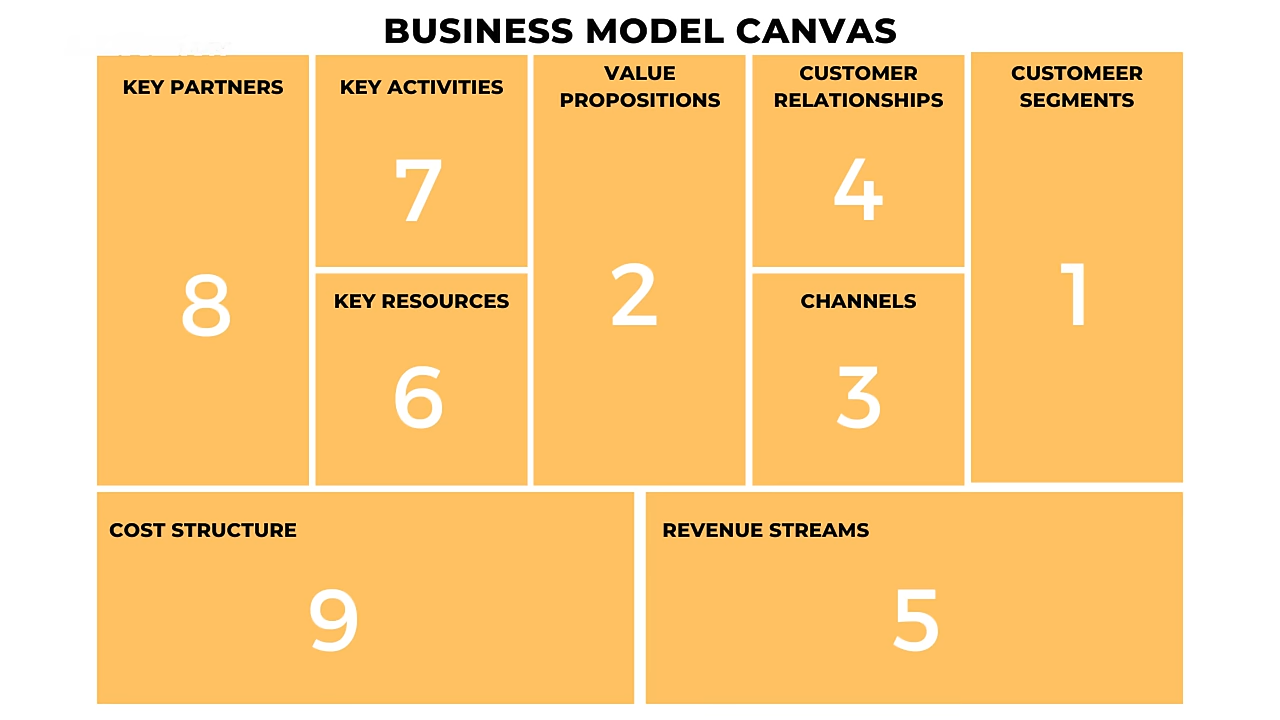 BUSINESS MODEL CANVAS
KEY PARTNERS
8
KEY ACTIVITIES
7
KEY RESOURCES
6
VALUE
PROPOSITIONS
2
CUSTOMER
RELATIONSHIPS
4
CHANNELS
3
CUSTOMEER
SEGMENTS
1
COST STRUCTURE
9
REVENUE STREAMS
5